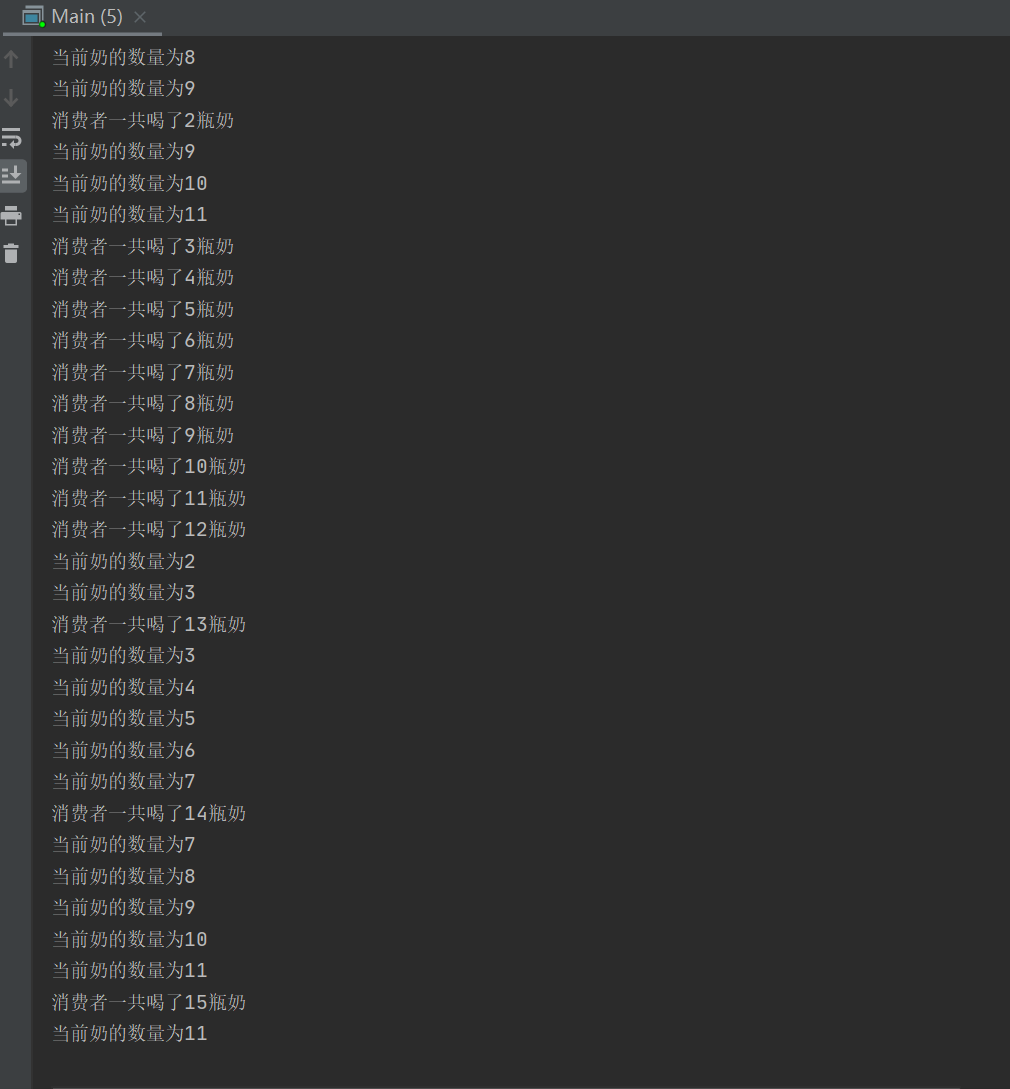 Main (5)
当前奶的数量为8
当前奶的数量为9
消费者一共喝了2瓶奶
当前奶的数量为9
当前奶的数量为10
当前奶的数量为11
消费者一共喝了3瓶奶
消费者一共喝了4瓶奶
消费者一共喝了5瓶奶
消费者一共喝了6瓶奶
消费者一共喝了7瓶奶
消费者一共喝了8瓶奶
消费者一共喝了9瓶奶
消费者一共喝了10瓶奶
消费者一共喝了11瓶奶
消费者一共喝了12瓶奶
当前奶的数量为2
当前奶的数量为3
消费者一共喝了13瓶奶
当前奶的数量为3
当前奶的数量为4
当前奶的数量为5
当前奶的数量为6
当前奶的数量为7
消费者一共喝了14瓶奶
当前奶的数量为7
当前奶的数量为8
当前奶的数量为9
当前奶的数量为10
当前奶的数量为11
消费者一共喝了15瓶奶
当前奶的数量为11